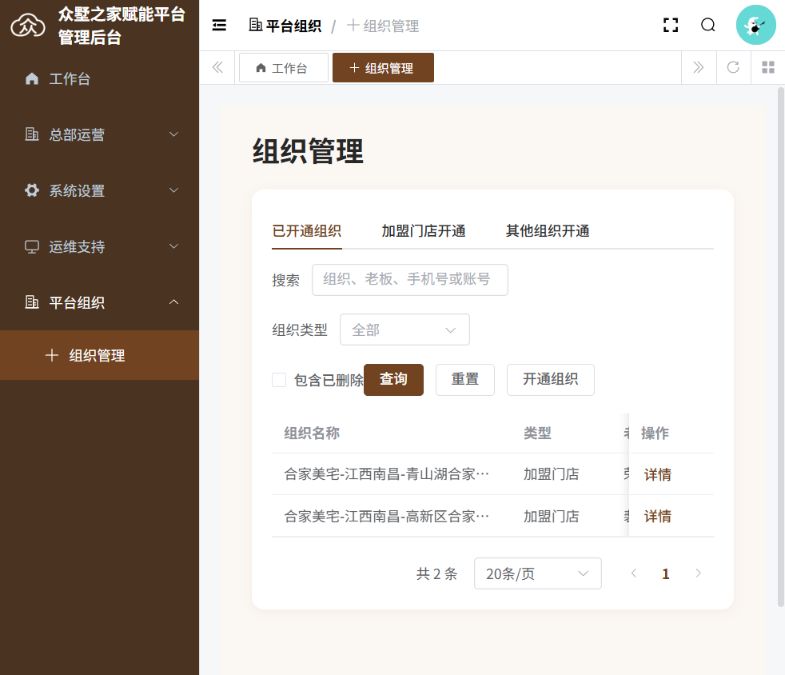 众墅之家赋能平台
管理后台
平台组织 / 组织管理
工作台
组织管理
工作台
总部运营
系统设置
运维支持
平台组织
组织管理
组织管理
已开通组织 加盟门店开通 其他组织开通
搜索 组织、老板、手机号或账号
组织类型 全部
包含已删除 查询 重置 开通组织
组织名称 类型 操作
合家美宅-江西南昌-青山湖合家… 加盟门店 详情
合家美宅-江西南昌-高新区合家… 加盟门店 详情
共 2 条 20条/页 1